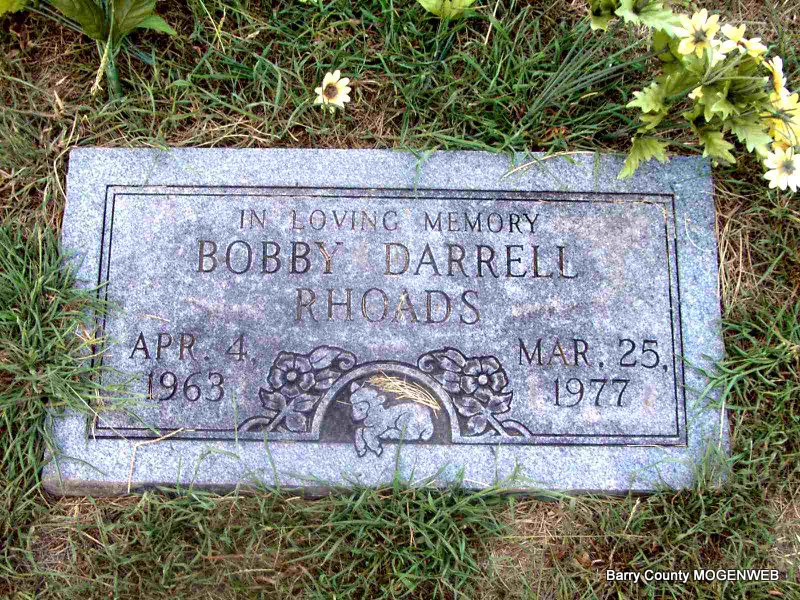 IN LOVING MEMORY
BOBBY DARRELL
RHOADS
APR. 4,
1963
MAR. 25,
1977
Barry County MOGENWEB